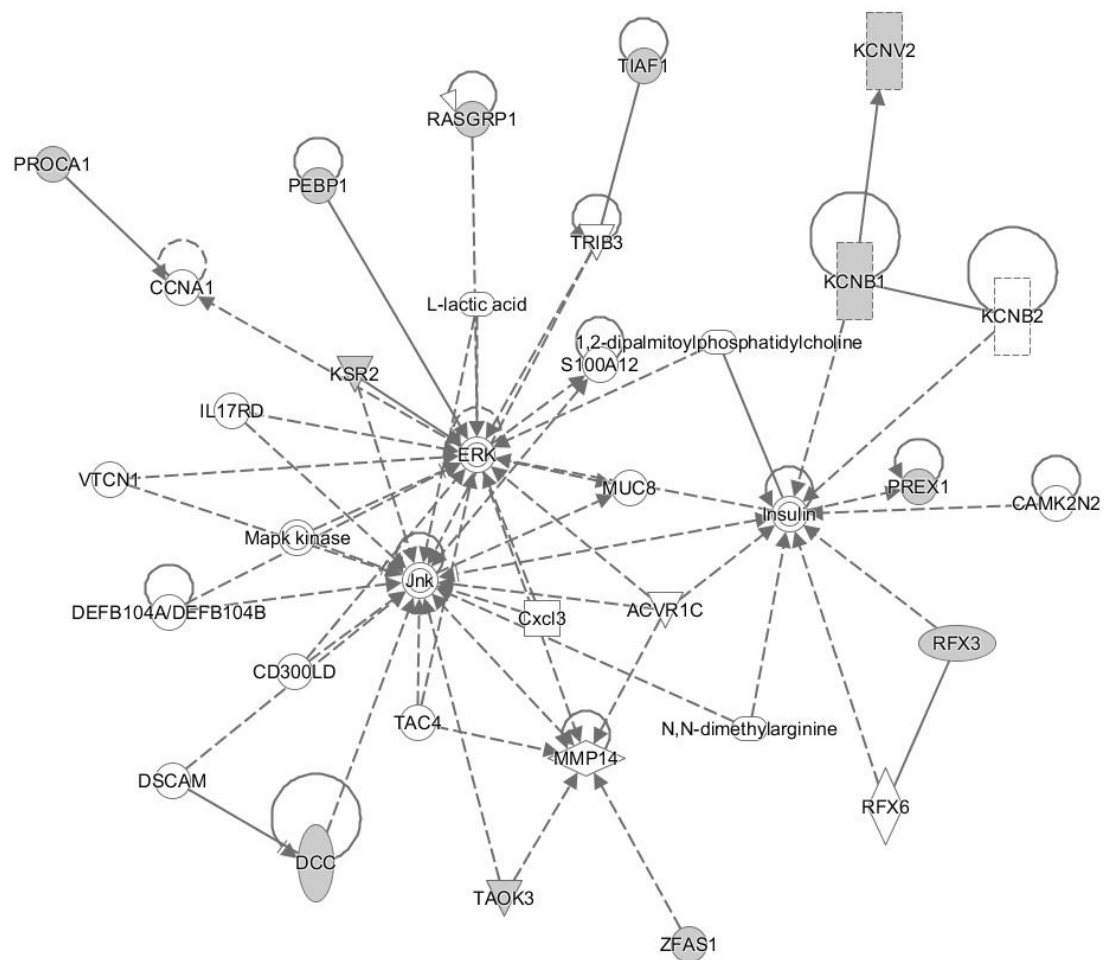 KCNV2
TIAF1
RASGRP1
PROCA1
PEBP1
TRIB3
KCNB1
CCNA1
L-lactic acid
KCNB2
1,2-dipalmitoylphosphatidylcholine
S100A12
KSR2
IL17RD
ERK
VTCN1
MUC8
PREX1
CAMK2N2
Insulin
Mapk kinase
Jnk
DEFB104A/DEFB104B
Cxcl3
ACVR1C
RFX3
CD300LD
TAC4
N,N-dimethylarginine
MMP14
DSCAM
RFX6
DCC
TAOK3
ZFAS1